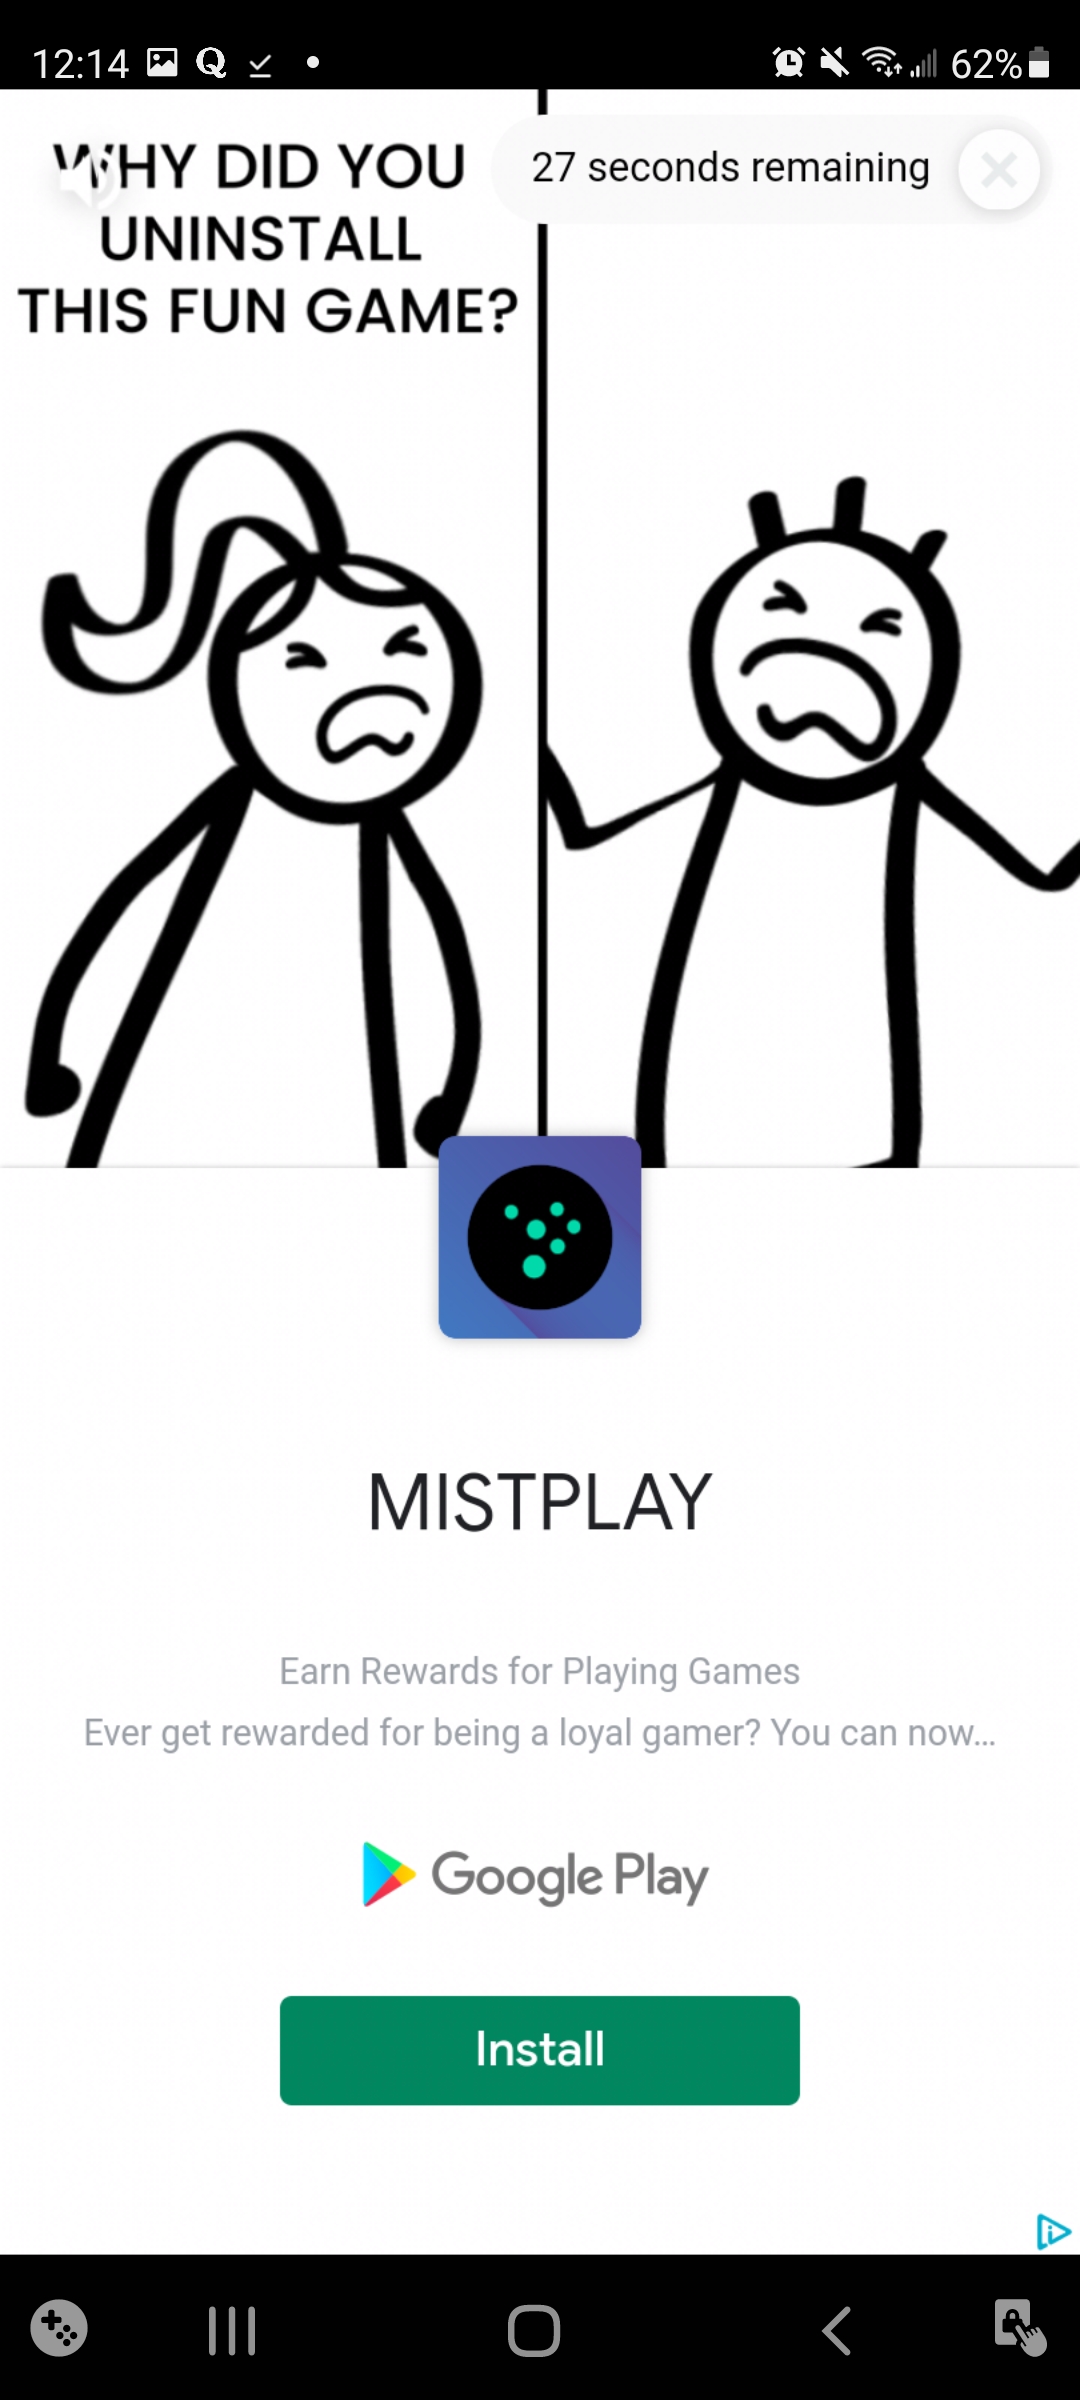 12:14
62%
WHY DID YOU
UNINSTALL
THIS FUN GAME?
27 seconds remaining
MISTPLAY
Earn Rewards for Playing Games
Ever get rewarded for being a loyal gamer? You can now...
Google Play
Install